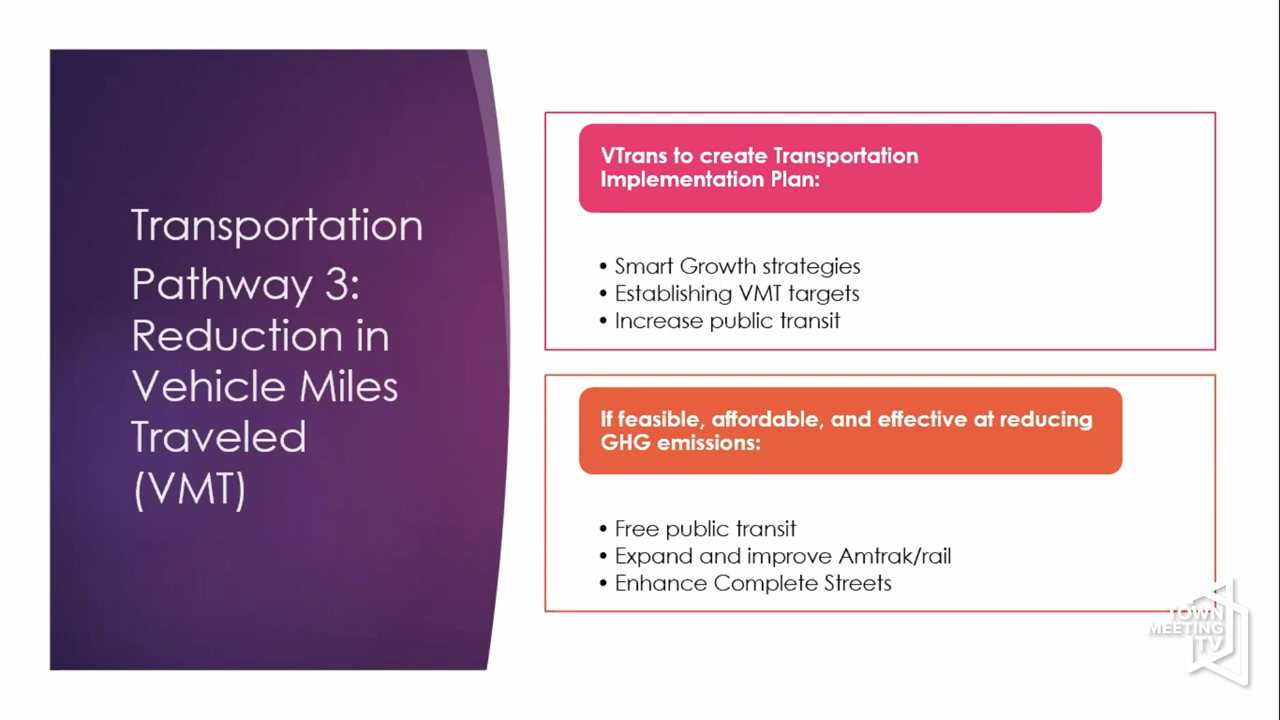 Transportation
Pathway 3:
Reduction in
Vehicle Miles
Traveled
(VMT)
VTrans to create Transportation
Implementation Plan:
• Smart Growth strategies
• Establishing VMT targets
• Increase public transit
If feasible, affordable, and effective at reducing
GHG emissions:
• Free public transit
• Expand and improve Amtrak/rail
• Enhance Complete Streets
TOWN
MEETING
TV